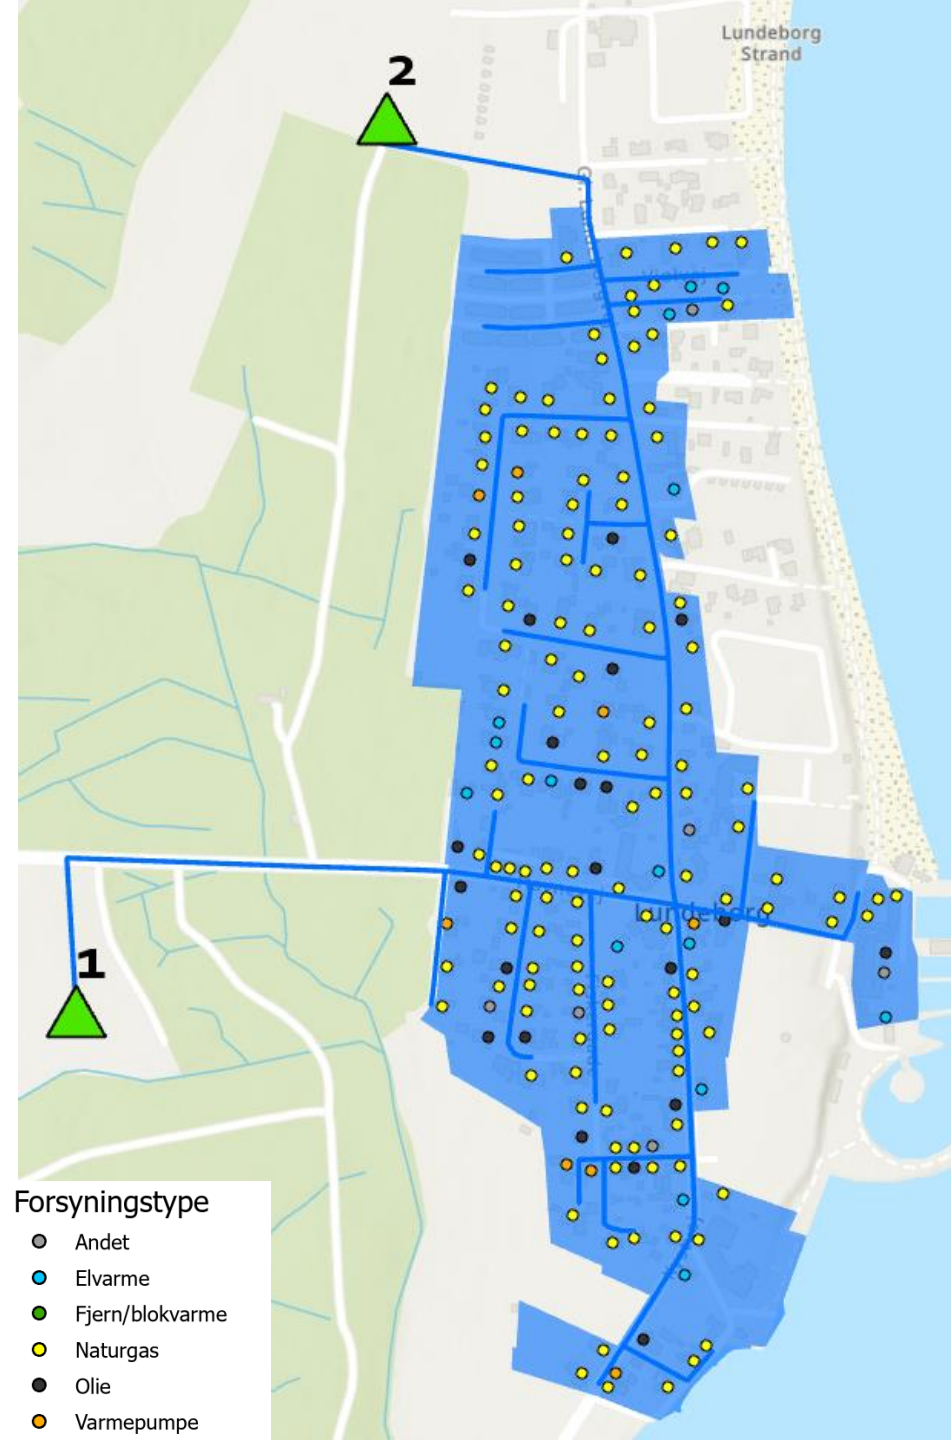 Lundeborg
Strand
2
Lundeborg
1
Forsyningstype
Andet
Elvarme
Fjern/blokvarme
Naturgas
Olie
Varmepumpe